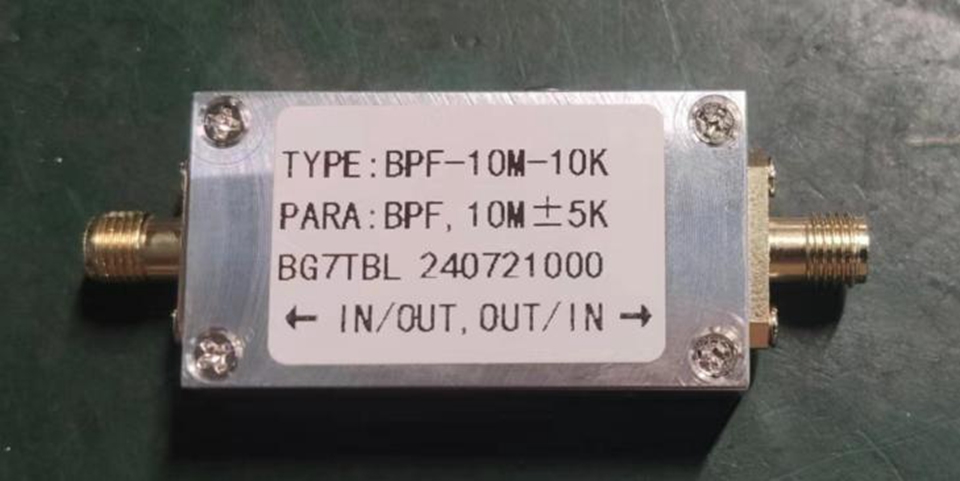 TYPE:BPF-10M-10K
PARA:BPF, 10M±5K
BG7TBL 240721000
← IN/OUT, OUT/IN →